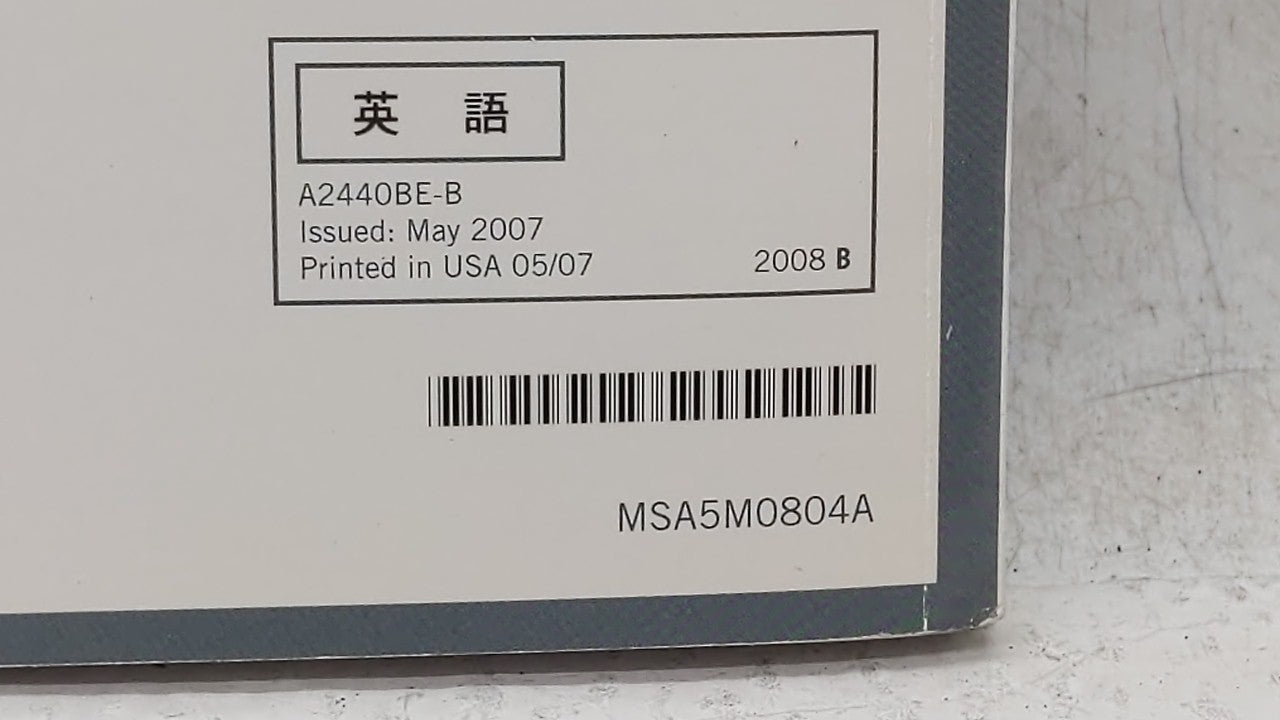 英 語
A2440BE-B
Issued: May 2007
Printed in USA 05/07
2008 B
MSA5M0804A